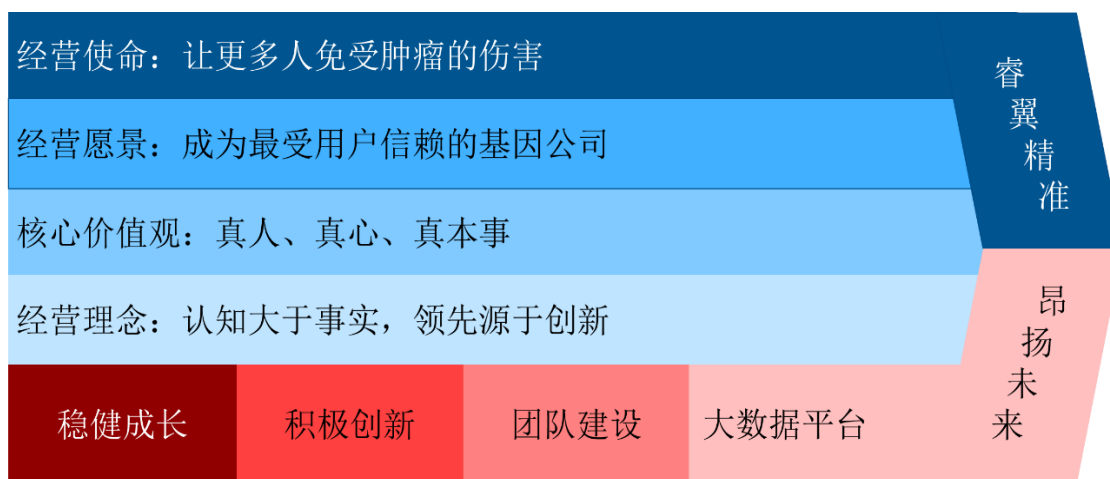 经营使命：让更多人免受肿瘤的伤害
经营愿景：成为最受用户信赖的基因公司
核心价值观：真人、真心、真本事
经营理念：认知大于事实，领先源于创新
稳健成长
积极创新
团队建设
大数据平台
睿翼精准
昂扬未来